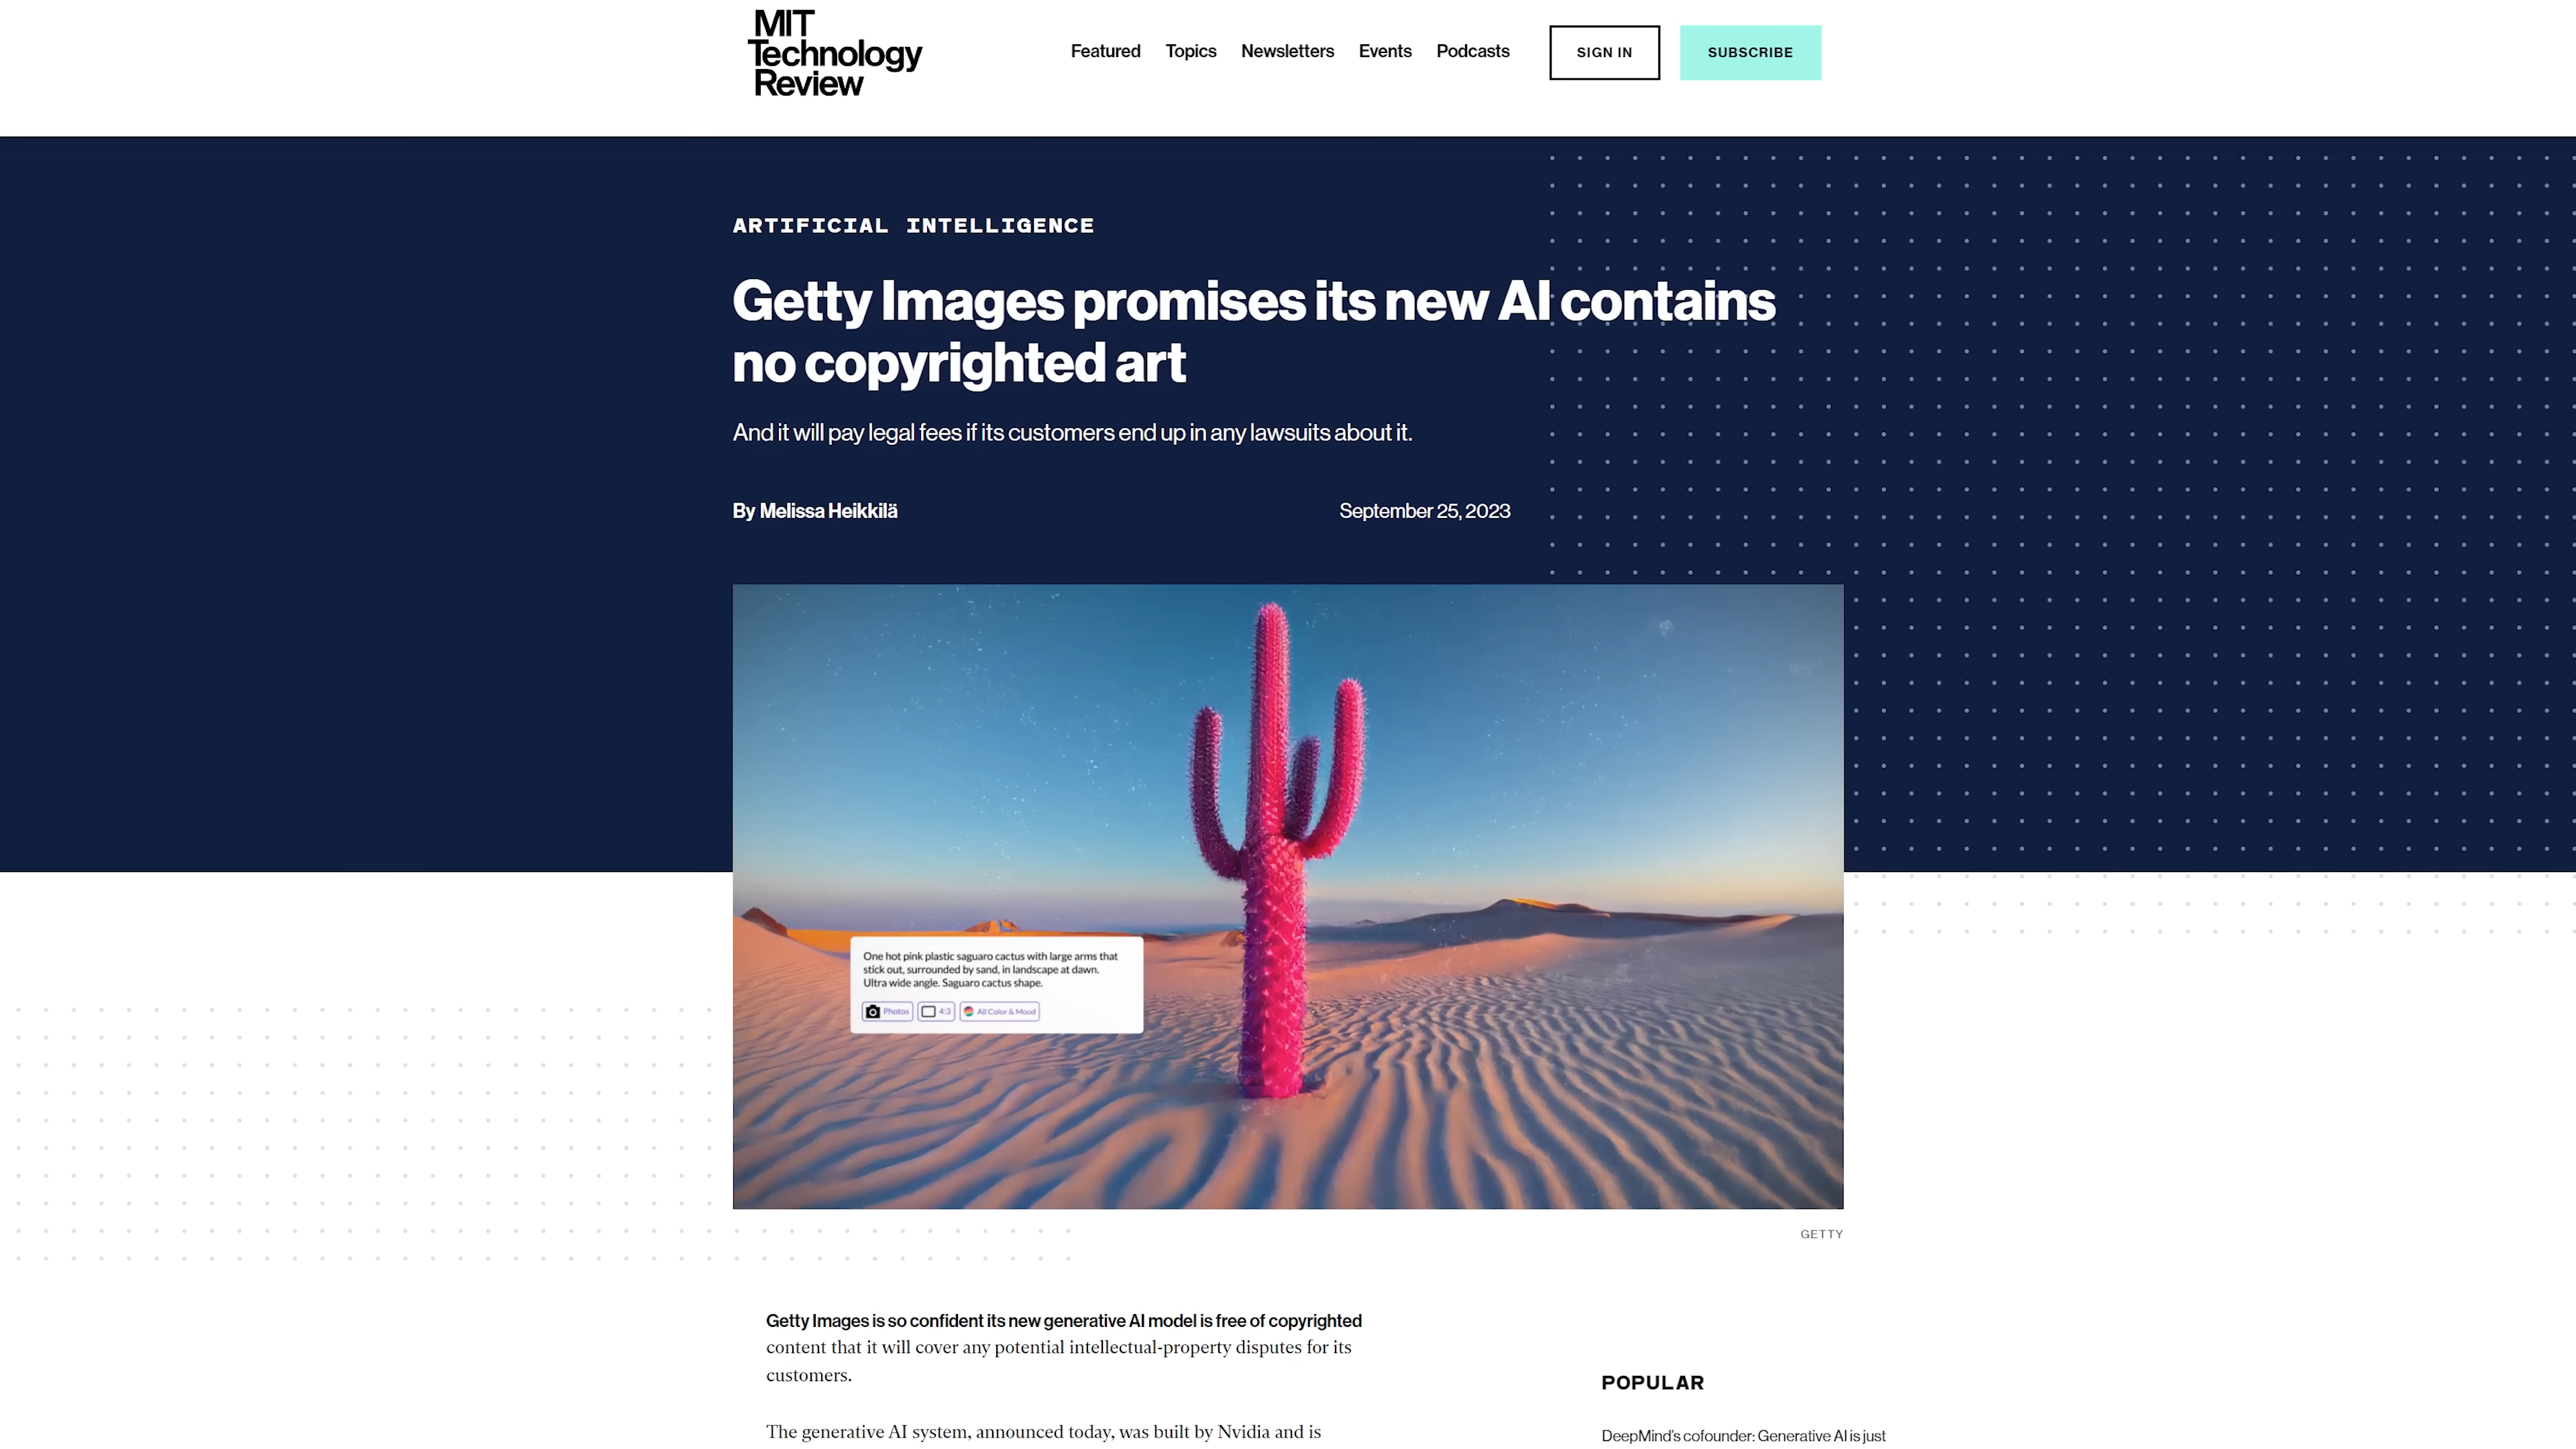 MIT
Technology
Review
Featured Topics Newsletters Events Podcasts SIGN IN SUBSCRIBE
ARTIFICIAL INTELLIGENCE
Getty Images promises its new AI contains
no copyrighted art
And it will pay legal fees if its customers end up in any lawsuits about it.
By Melissa Heikkilä September 25, 2023
One hot pink plastic saguaro cactus with large arms that
stick out, surrounded by sand, in landscape at dawn.
Ultra wide angle. Saguaro cactus shape.
Photos 4:3 All Color & Mood
GETTY
Getty Images is so confident its new generative AI model is free of copyrighted
content that it will cover any potential intellectual-property disputes for its
customers.
The generative AI system, announced today, was built by Nvidia and is
POPULAR
DeepMind's cofounder: Generative AI is just